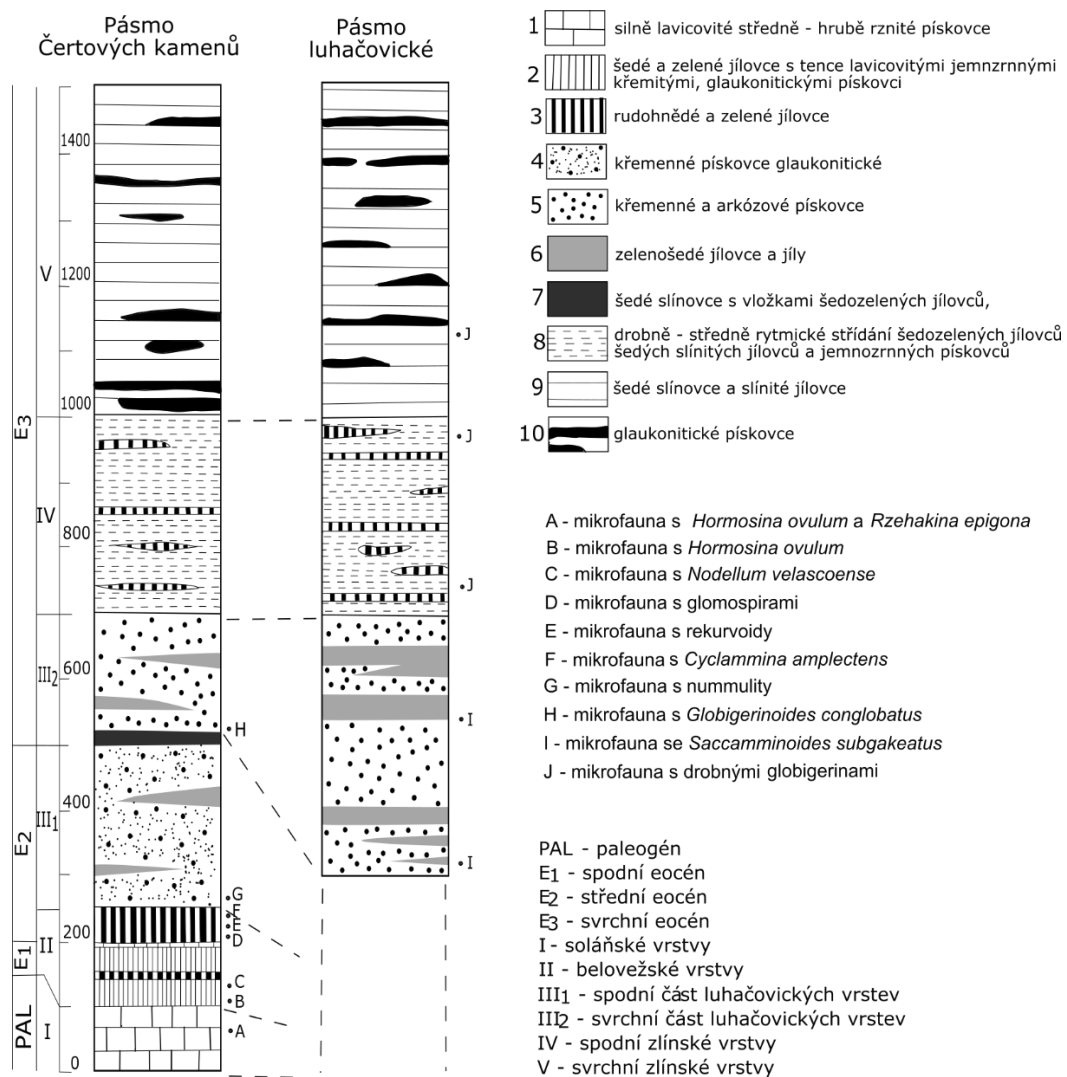 Pásmo
Čertových kamenů
Pásmo
luhačovické
1400
1200
1000
800
600
400
200
0
E3
E2
E1
PAL
V
IV
III2
III1
II
I
H
G
F
E
D
C
B
A
J
J
J
I
I
1 silně lavicovité středně - hrubě rznité pískovce
2 šedé a zelené jílovce s tence lavicovitými jemnzrnnými
křemitými, glaukonitickými pískovci
3 rudohnědé a zelené jílovce
4 křemenné pískovce glaukonitické
5 křemenné a arkózové pískovce
6 zelenošedé jílovce a jíly
7 šedé slínovce s vložkami šedozelených jílovců,
8 drobně - středně rytmické střídání šedozelených jílovců
šedých slínitých jílovců a jemnozrnných pískovců
9 šedé slínovce a slínité jílovce
10 glaukonitické pískovce
A - mikrofauna s Hormosina ovulum a Rzehakina epigona
B - mikrofauna s Hormosina ovulum
C - mikrofauna s Nodellum velascoense
D - mikrofauna s glomospirami
E - mikrofauna s rekurvoidy
F - mikrofauna s Cyclammina amplectens
G - mikrofauna s nummulity
H - mikrofauna s Globigerinoides conglobatus
I - mikrofauna se Saccamminoides subgakeatus
J - mikrofauna s drobnými globigerinami
PAL - paleogén
E1 - spodní eocén
E2 - střední eocén
E3 - svrchní eocén
I - soláňské vrstvy
II - belovežské vrstvy
III1 - spodní část luhačovických vrstev
III2 - svrchní část luhačovických vrstev
IV - spodní zlínské vrstvy
V - svrchní zlínské vrstvy